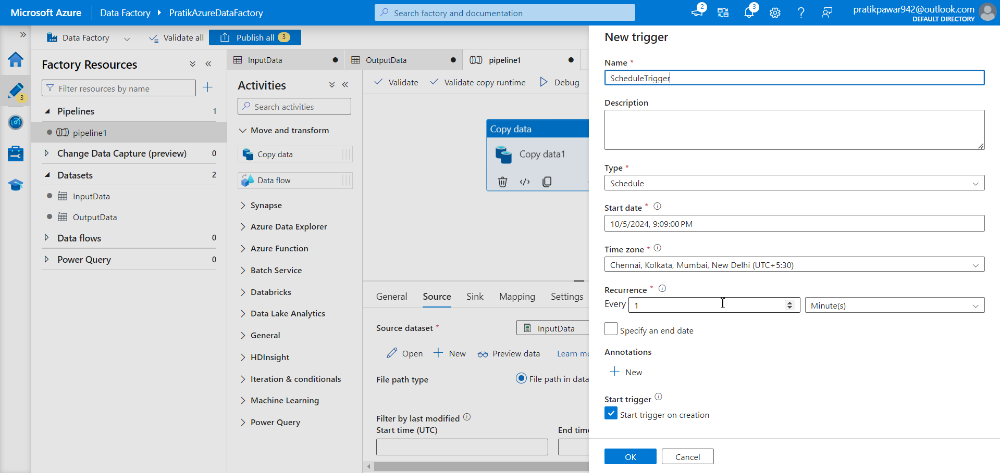 Microsoft Azure
Data Factory
PratikAzureDataFactory
Search factory and documentation
2
3
pratikpawar942@outlook.com
DEFAULT DIRECTORY
Data Factory
Validate all
Publish all
3
3
Factory Resources
Filter resources by name
Pipelines
1
pipeline1
Change Data Capture (preview)
0
Datasets
2
InputData
OutputData
Data flows
0
Power Query
0
InputData
OutputData
pipeline1
Activities
Search activities
Move and transform
Copy data
Data flow
Synapse
Azure Data Explorer
Azure Function
Batch Service
Databricks
Data Lake Analytics
General
HDInsight
Iteration & conditionals
Machine Learning
Power Query
Validate
Validate copy runtime
Debug
Copy data
Copy data1
General
Source
Sink
Mapping
Settings
Source dataset *
InputData
Open
New
Preview data
Learn mo
File path type
File path in data
Filter by last modified
Start time (UTC)
End time
New trigger
Name *
ScheduleTrigger
Description
Type *
Schedule
Start date *
10/5/2024, 9:09:00 PM
Time zone *
Chennai, Kolkata, Mumbai, New Delhi (UTC+5:30)
Recurrence *
Every
1
Minute(s)
Specify an end date
Annotations
New
Start trigger
Start trigger on creation
OK
Cancel